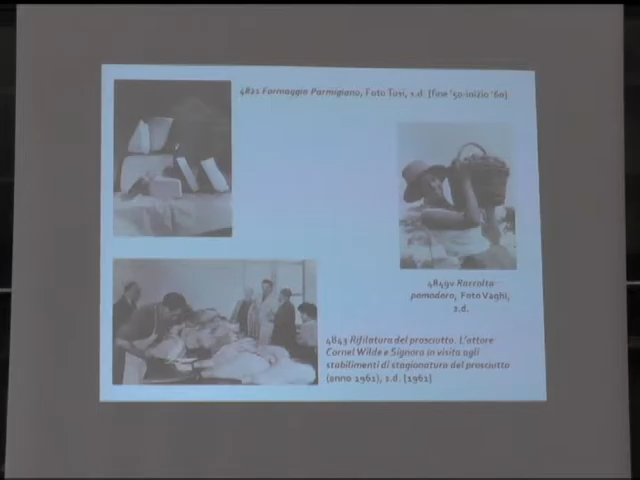 4821 Formaggio Parmigiano, Foto Tosi, s.d. [fine '50-inizio '60]
4849v Raccolta
pomodoro, Foto Vaghi,
s.d.
4843 Rifilatura del prosciutto. L'attore
Cornel Wilde e Signora in visita agli
stabilimenti di stagionatura del prosciutto
(anno 1961), s.d. [1961]